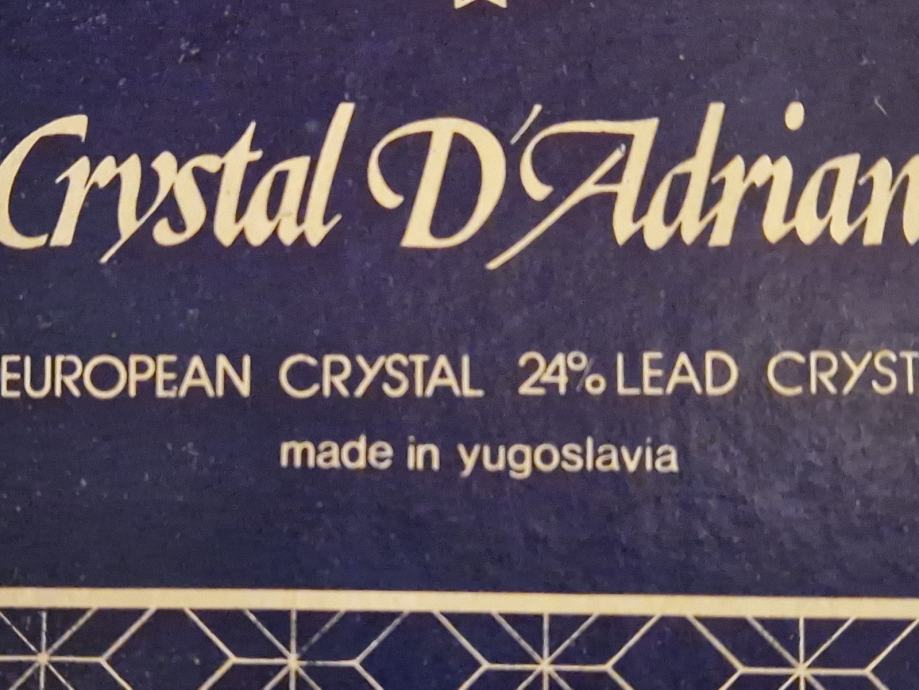 Crystal D'Adrian
EUROPEAN CRYSTAL 24% LEAD CRYST
made in yugoslavia